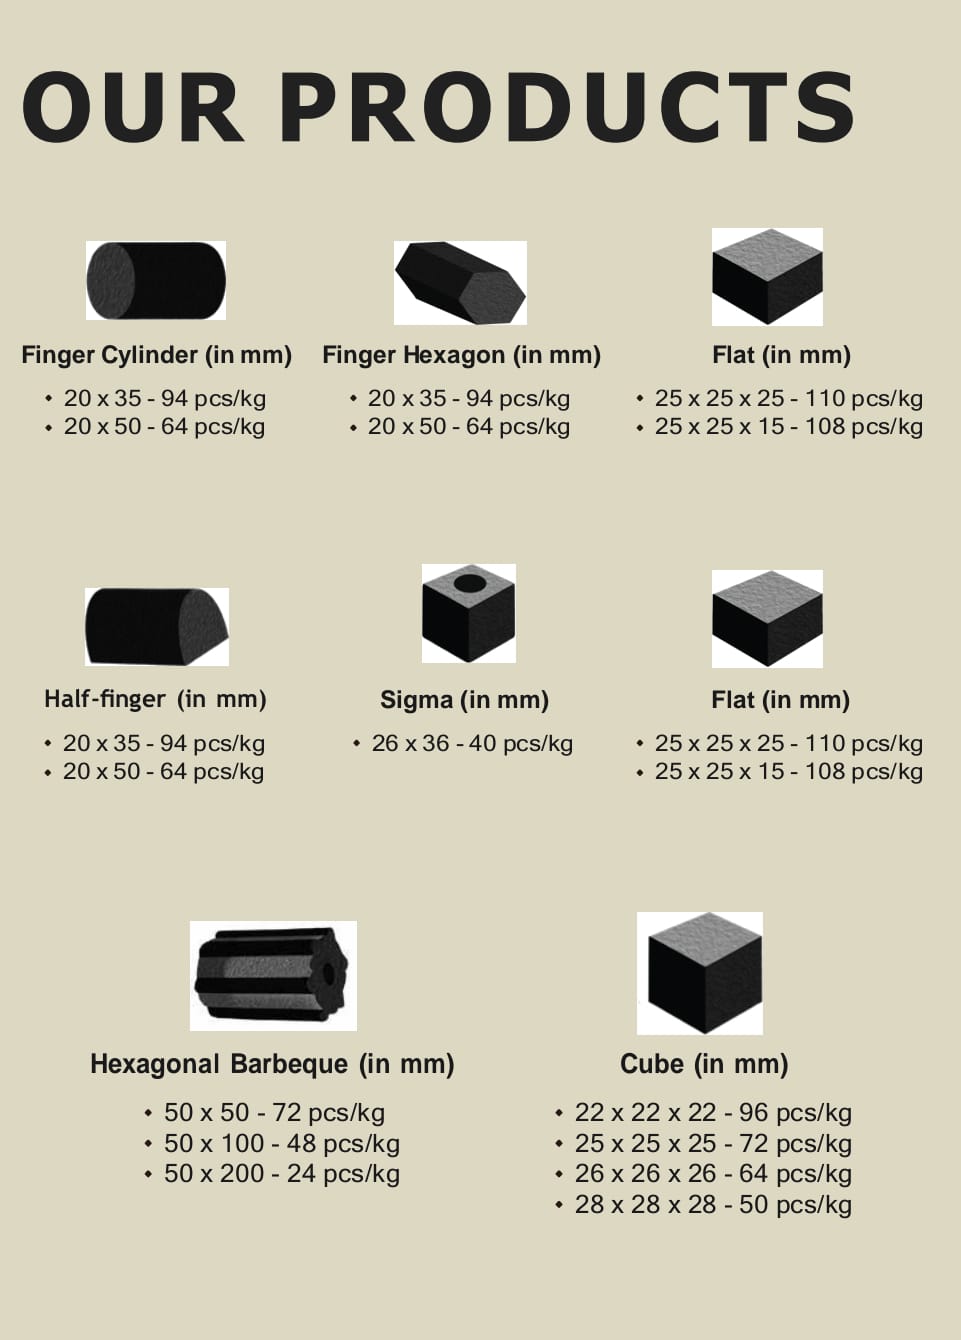 OUR PRODUCTS
Finger Cylinder (in mm)
• 20 x 35 - 94 pcs/kg
• 20 x 50 - 64 pcs/kg
Finger Hexagon (in mm)
• 20 x 35 - 94 pcs/kg
• 20 x 50 - 64 pcs/kg
Flat (in mm)
• 25 x 25 x 25 - 110 pcs/kg
• 25 x 25 x 15 - 108 pcs/kg
Half-finger (in mm)
• 20 x 35 - 94 pcs/kg
• 20 x 50 - 64 pcs/kg
Sigma (in mm)
• 26 x 36 - 40 pcs/kg
Flat (in mm)
• 25 x 25 x 25 - 110 pcs/kg
• 25 x 25 x 15 - 108 pcs/kg
Hexagonal Barbeque (in mm)
• 50 x 50 - 72 pcs/kg
• 50 x 100 - 48 pcs/kg
• 50 x 200 - 24 pcs/kg
Cube (in mm)
• 22 x 22 x 22 - 96 pcs/kg
• 25 x 25 x 25 - 72 pcs/kg
• 26 x 26 x 26 - 64 pcs/kg
• 28 x 28 x 28 - 50 pcs/kg